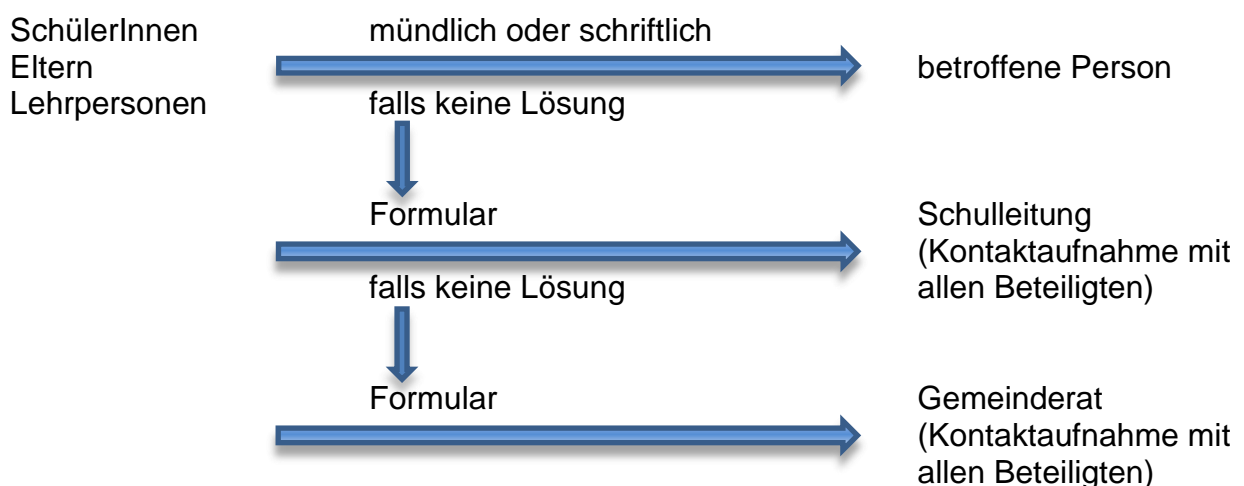 SchülerInnen mündlich oder schriftlich
Eltern betroffene Person
Lehrpersonen falls keine Lösung
Formular Schulleitung
(Kontaktaufnahme mit
falls keine Lösung allen Beteiligten)
Formular Gemeinderat
(Kontaktaufnahme mit
allen Beteiligten)